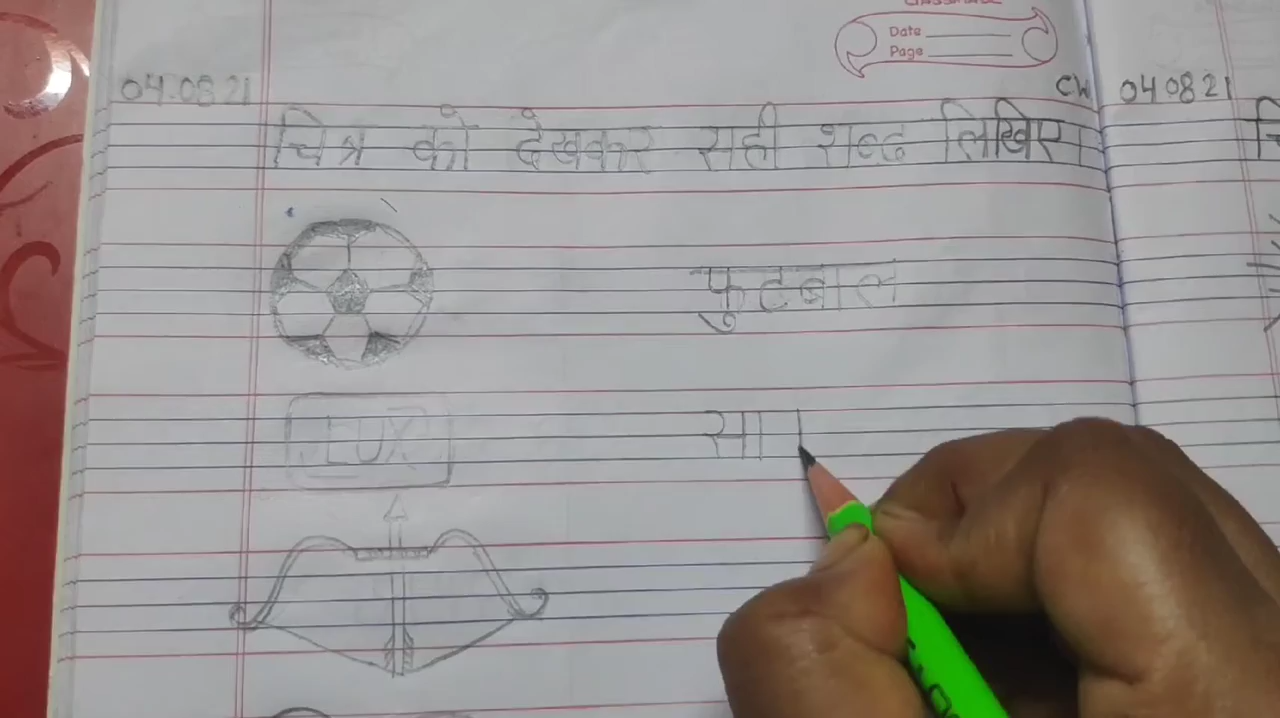 Date
Page
04.08.21 CW 04.08.21
चित्र को देखकर सही शब्द लिखिए
फुटबाल
LUX
सा